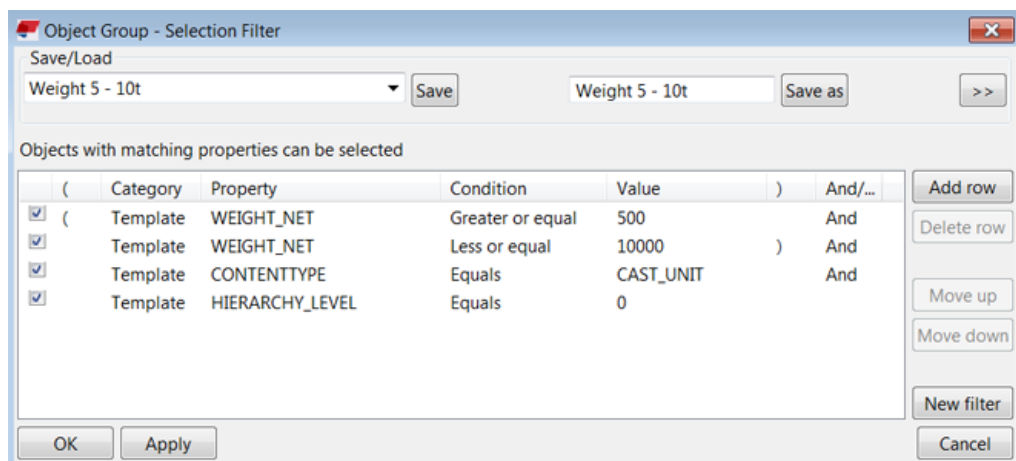 Object Group - Selection Filter
Save/Load
Weight 5 - 10t Save Weight 5 - 10t Save as >>
Objects with matching properties can be selected
( Category Property Condition Value ) And/... Add row
( Template WEIGHT_NET Greater or equal 500 And
Delete row
Template WEIGHT_NET Less or equal 10000 ) And
Template CONTENTTYPE Equals CAST_UNIT And
Template HIERARCHY_LEVEL Equals 0 Move up
Move down
New filter
OK Apply Cancel